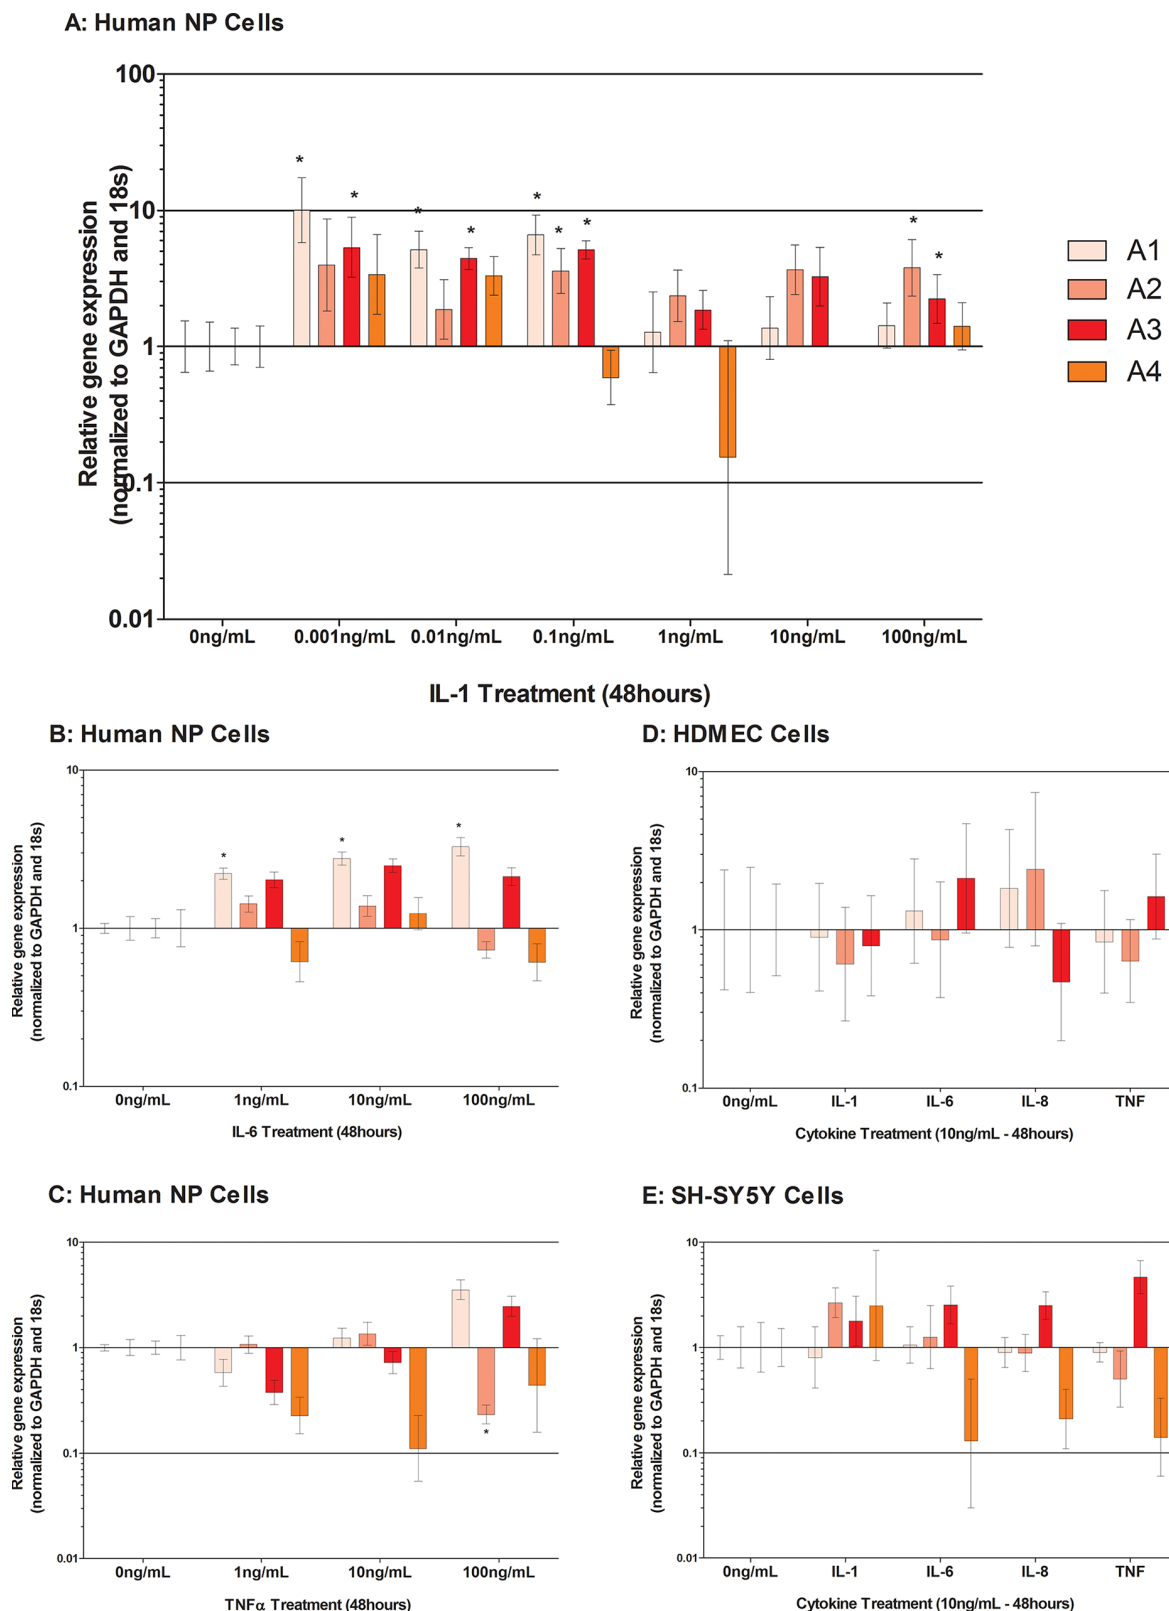 A: Human NP Cells
Relative gene expression
(normalized to GAPDH and 18s)
100
10
1
0.1
0.01
* * * * * * * * * *
0ng/mL 0.001ng/mL 0.01ng/mL 0.1ng/mL 1ng/mL 10ng/mL 100ng/mL
IL-1 Treatment (48hours)
A1
A2
A3
A4
B: Human NP Cells
Relative gene expression
(normalized to GAPDH and 18s)
10
1
0.1
* * *
0ng/mL 1ng/mL 10ng/mL 100ng/mL
IL-6 Treatment (48hours)
D: HDMEC Cells
Relative gene expression
(normalized to GAPDH and 18s)
10
1
0.1
0ng/mL IL-1 IL-6 IL-8 TNF
Cytokine Treatment (10ng/mL - 48hours)
C: Human NP Cells
Relative gene expression
(normalized to GAPDH and 18s)
10
1
0.1
0.01
*
0ng/mL 1ng/mL 10ng/mL 100ng/mL
TNFα Treatment (48hours)
E: SH-SY5Y Cells
Relative gene expression
(normalized to GAPDH and 18s)
10
1
0.1
0.01
0ng/mL IL-1 IL-6 IL-8 TNF
Cytokine Treatment (10ng/mL - 48hours)